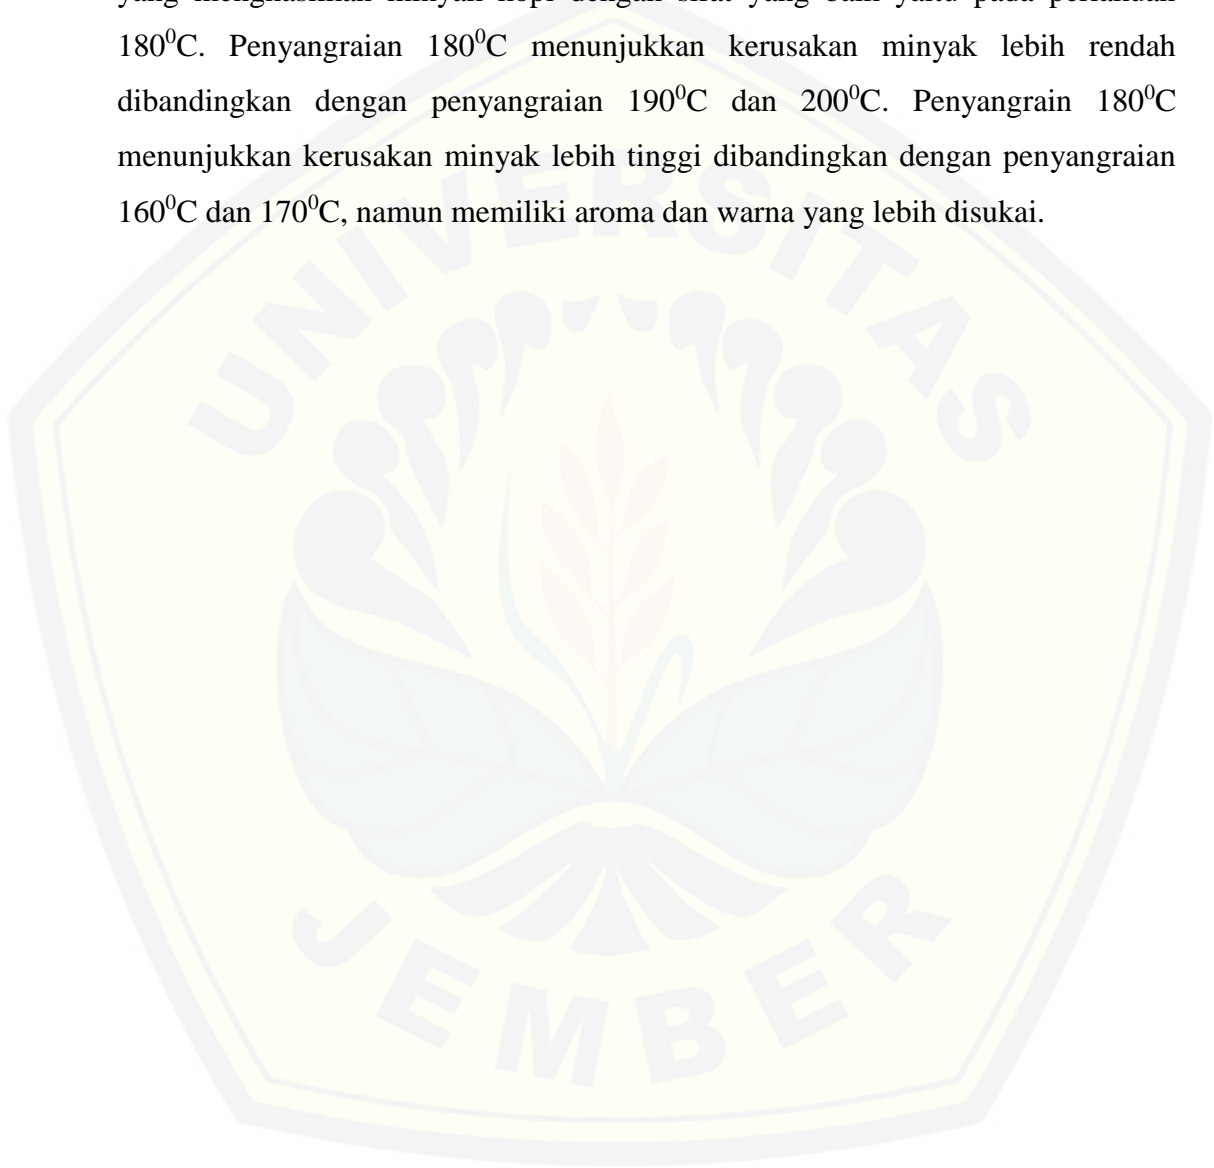 yang menghasilkan minyak kopi dengan sifat yang baik yaitu pada perlakuan
180⁰C. Penyangraian 180⁰C menunjukkan kerusakan minyak lebih rendah
dibandingkan dengan penyangraian 190⁰C dan 200⁰C. Penyangrain 180⁰C
menunjukkan kerusakan minyak lebih tinggi dibandingkan dengan penyangraian
160⁰C dan 170⁰C, namun memiliki aroma dan warna yang lebih disukai.
UNIVERSITAS
JEMBER